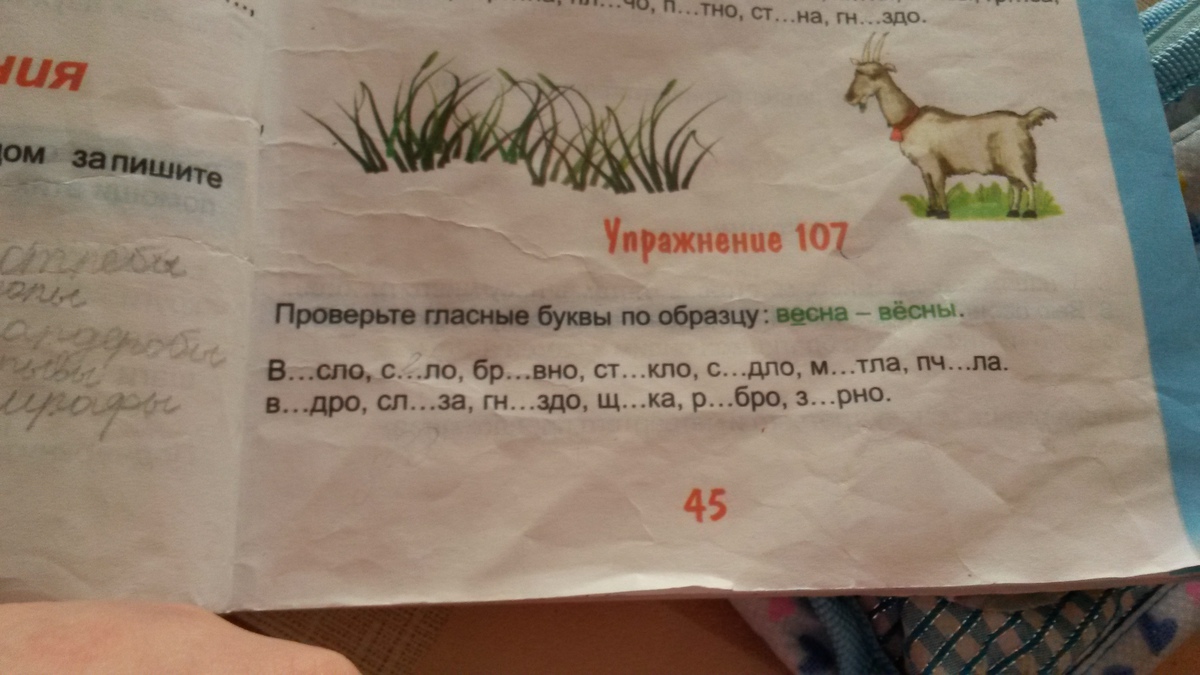 чо, п...тно, ст...на, гн...здо.
ния
запишите
Упражнение 107
Проверьте гласные буквы по образцу: весна – вёсны.
В...сло, с...ло, бр...вно, ст...кло, с...дло, м...тла, пч...ла.
в...дро, сл...за, гн...здо, щ...ка, р...бро, з...рно.
45